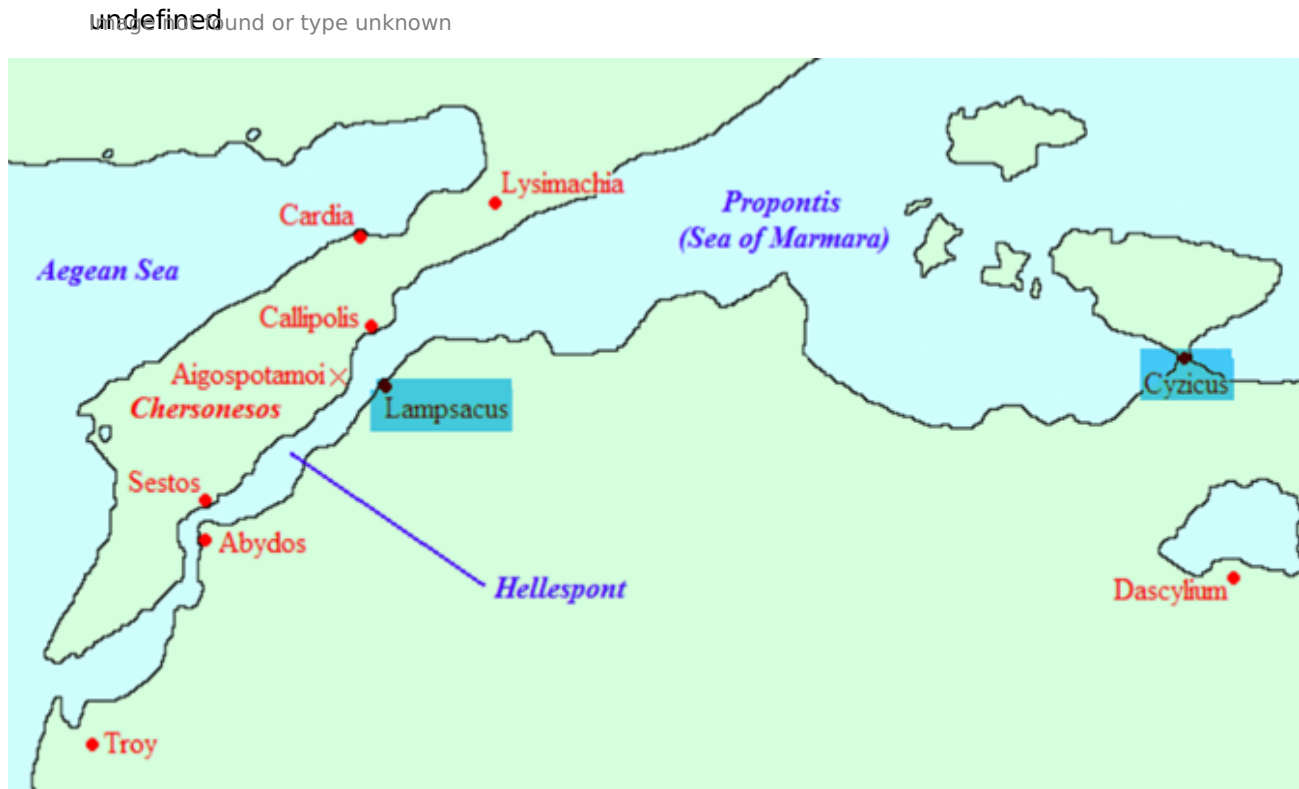 undefined
Image not found or type unknown
Lysimachia
Cardia
Propontis
(Sea of Marmara)
Aegean Sea
Callipolis
Aigospotamoi
Chersonesos
Lampsacus
Cyzicus
Sestos
Abydos
Hellespont
Dascylium
Troy